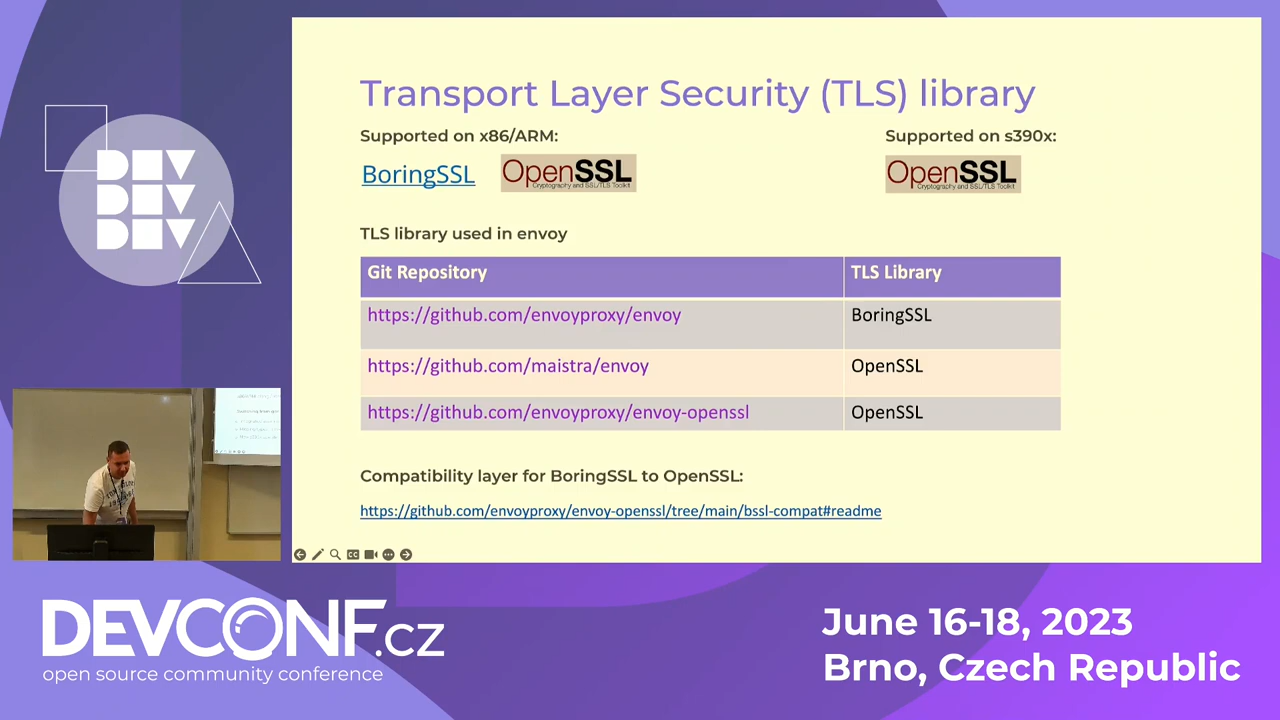 Transport Layer Security (TLS) library
Supported on x86/ARM:
Supported on s390x:
BoringSSL
OpenSSL
Cryptography and SSL/TLS Toolkit
OpenSSL
Cryptography and SSL/TLS Toolkit
TLS library used in envoy
Git Repository
TLS Library
https://github.com/envoyproxy/envoy
BoringSSL
https://github.com/maistra/envoy
OpenSSL
https://github.com/envoyproxy/envoy-openssl
OpenSSL
Compatibility layer for BoringSSL to OpenSSL:
https://github.com/envoyproxy/envoy-openssl/tree/main/bssl-compat#readme
DEV
DEV
DEV
DEVCONF.cz
open source community conference
June 16-18, 2023
Brno, Czech Republic